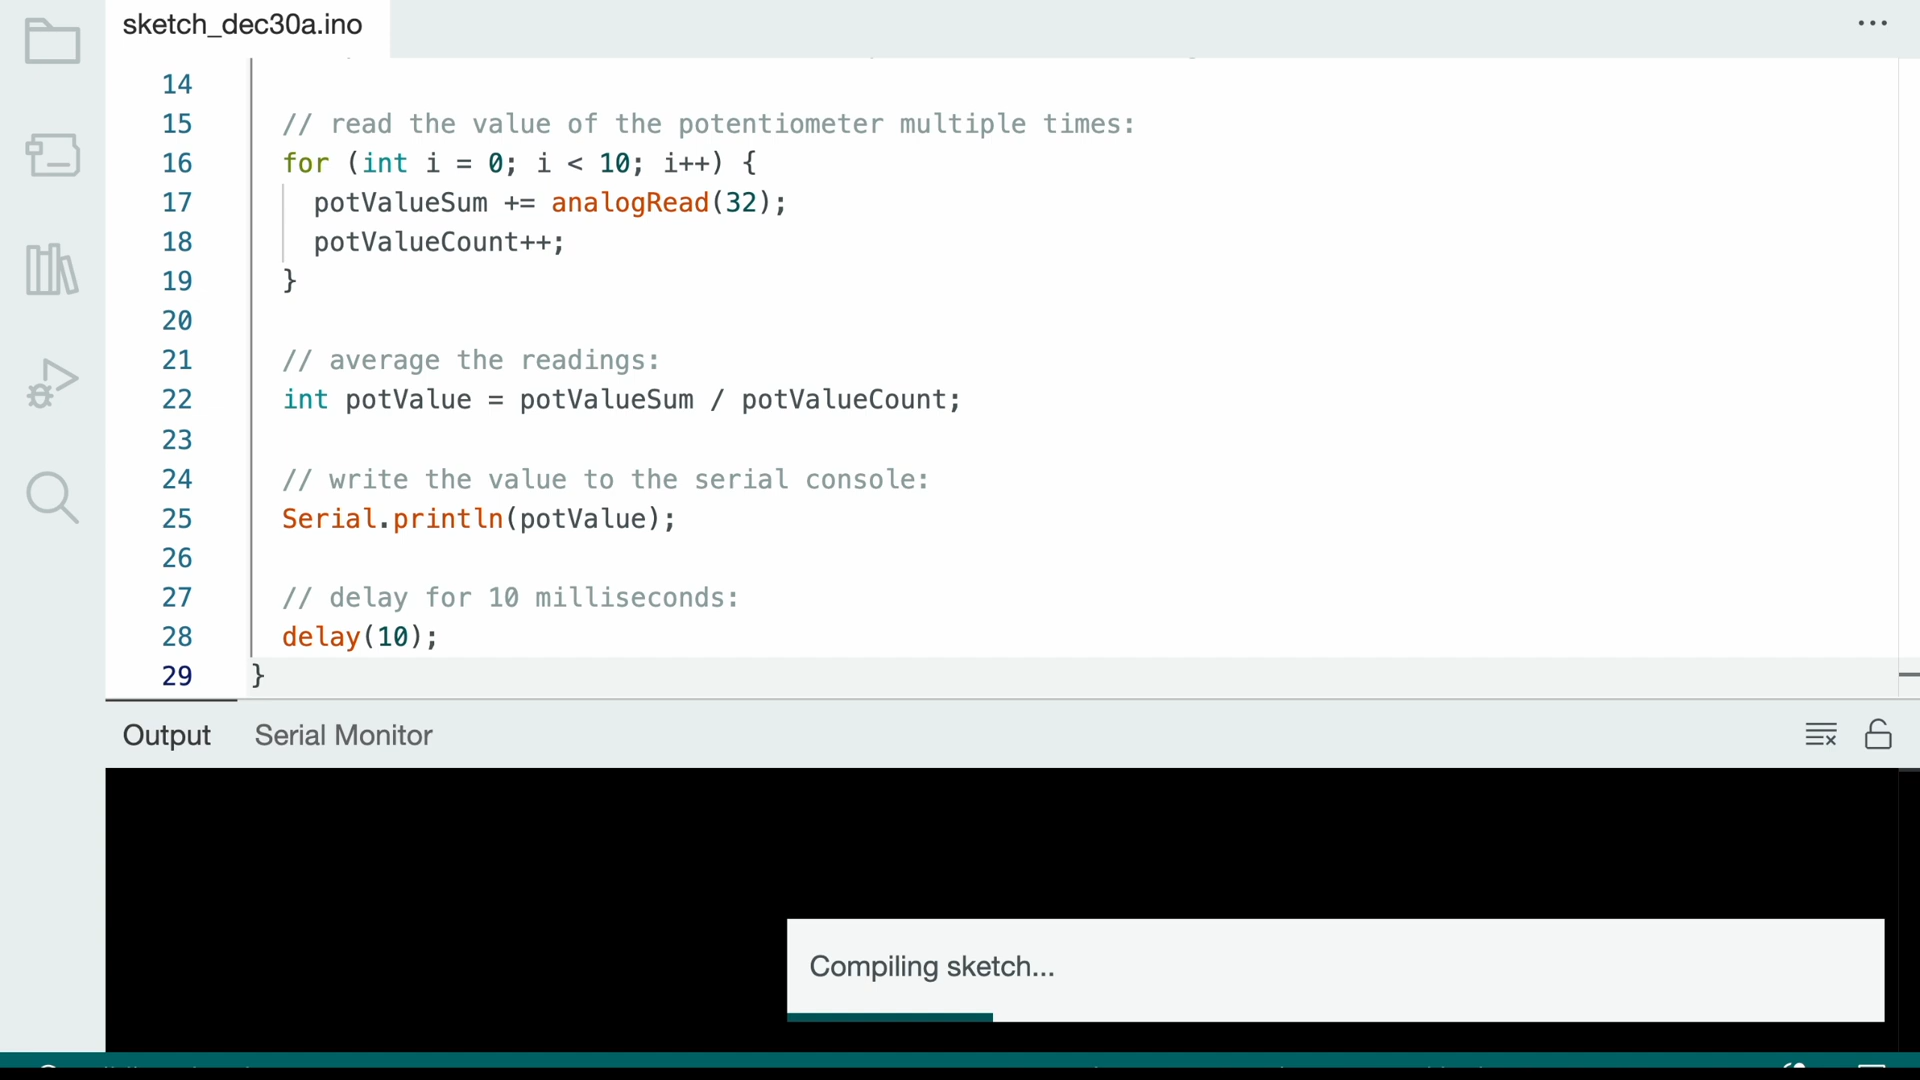 sketch_dec30a.ino
14
15 // read the value of the potentiometer multiple times:
16 for (int i = 0; i < 10; i++) {
17 potValueSum += analogRead(32);
18 potValueCount++;
19 }
20
21 // average the readings:
22 int potValue = potValueSum / potValueCount;
23
24 // write the value to the serial console:
25 Serial.println(potValue);
26
27 // delay for 10 milliseconds:
28 delay(10);
29 }
Output Serial Monitor
Compiling sketch...